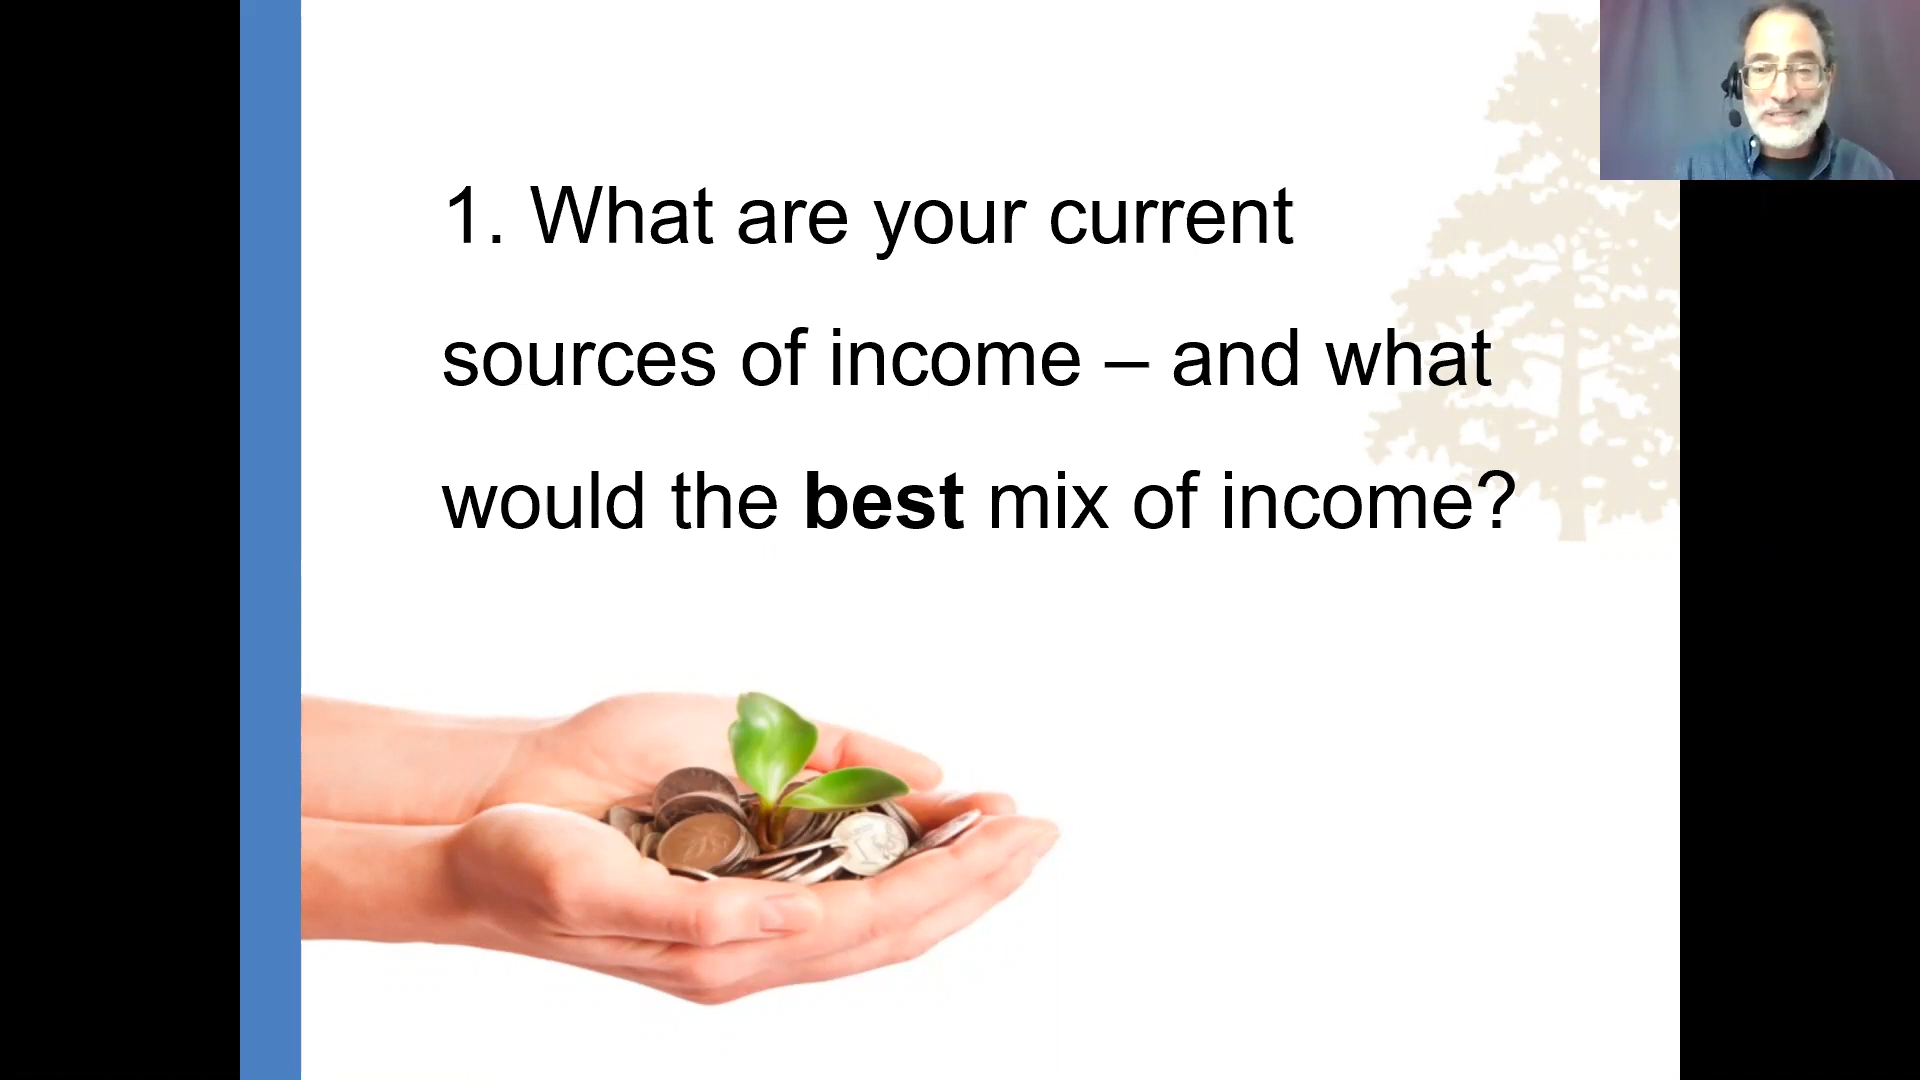 1. What are your current
sources of income – and what
would the best mix of income?